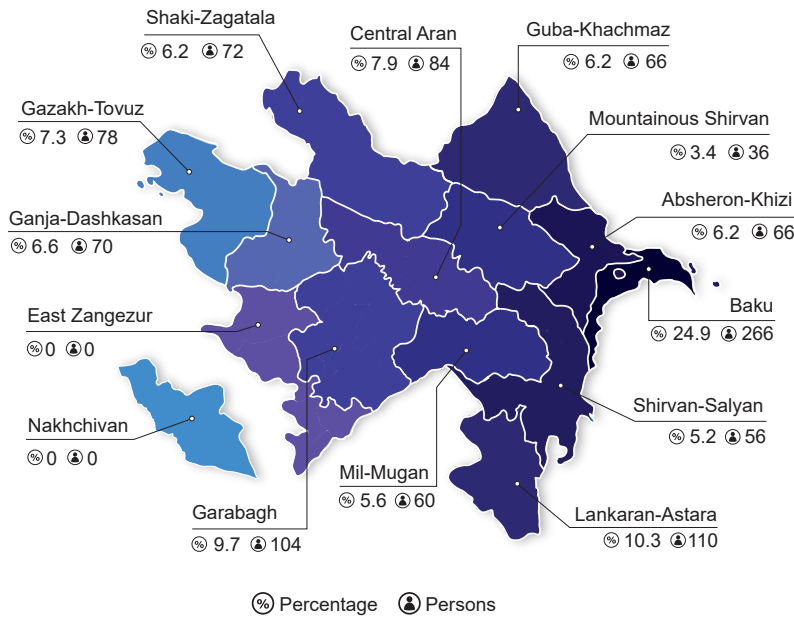 Shaki-Zagatala
% 6.2 72
Central Aran
% 7.9 84
Guba-Khachmaz
% 6.2 66
Gazakh-Tovuz
% 7.3 78
Mountainous Shirvan
% 3.4 36
Absheron-Khizi
% 6.2 66
Ganja-Dashkasan
% 6.6 70
Baku
% 24.9 266
East Zangezur
% 0 0
Nakhchivan
% 0 0
Shirvan-Salyan
% 5.2 56
Mil-Mugan
% 5.6 60
Garabagh
% 9.7 104
Lankaran-Astara
% 10.3 110
% Percentage Persons